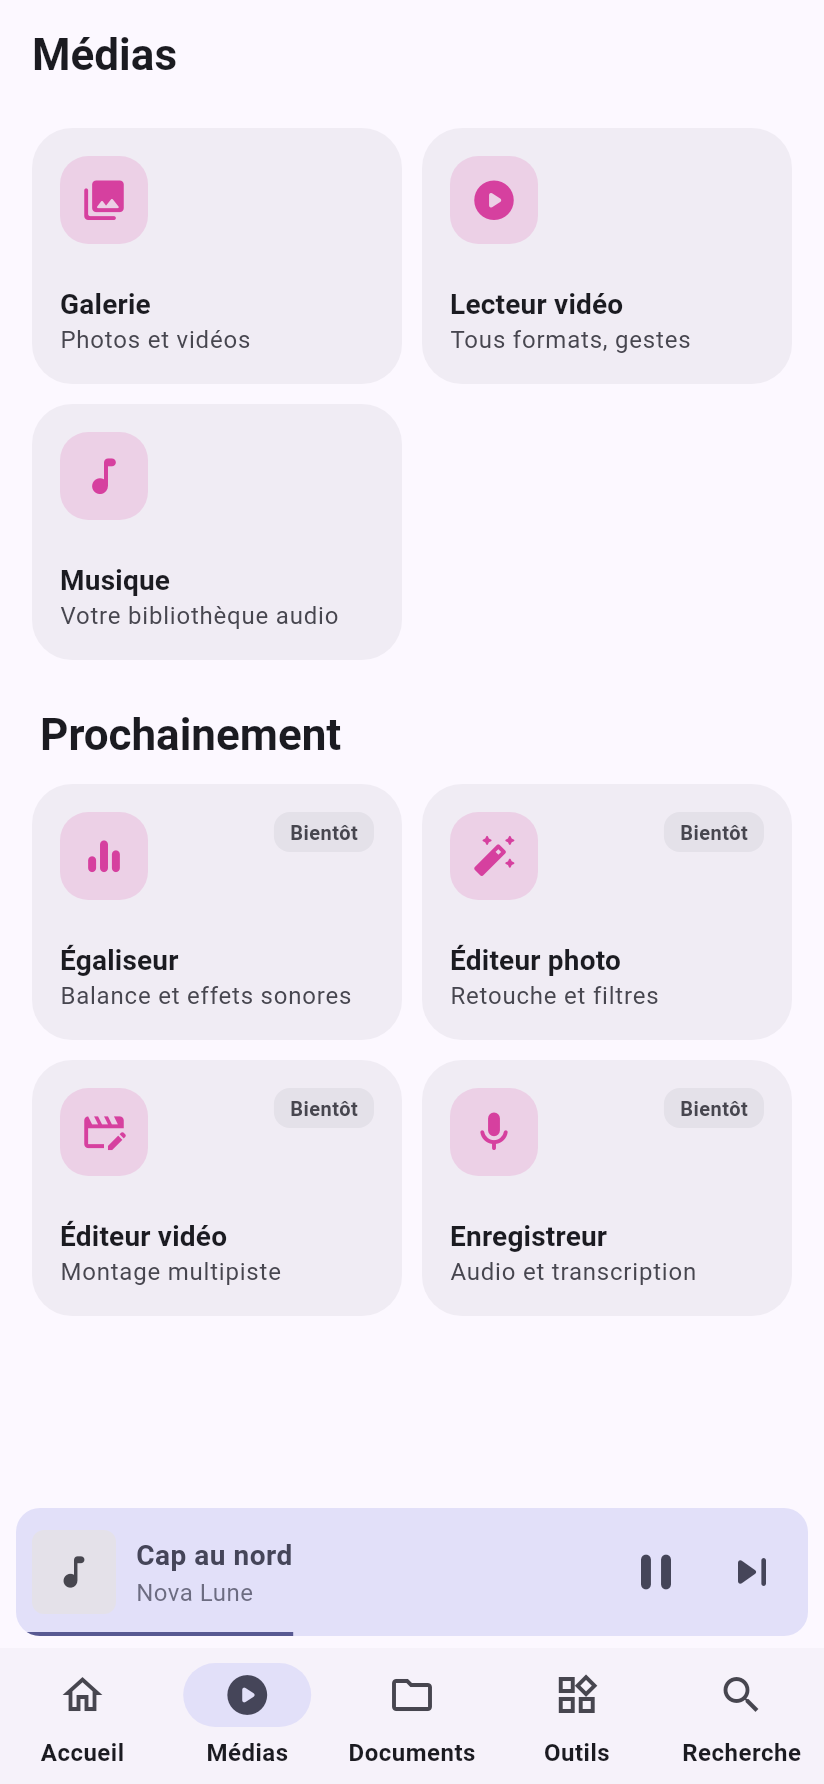 Médias
Galerie
Photos et vidéos
Lecteur vidéo
Tous formats, gestes
Musique
Votre bibliothèque audio
Prochainement
Bientôt
Égaliseur
Balance et effets sonores
Bientôt
Éditeur photo
Retouche et filtres
Bientôt
Éditeur vidéo
Montage multipiste
Bientôt
Enregistreur
Audio et transcription
Cap au nord
Nova Lune
Accueil
Médias
Documents
Outils
Recherche